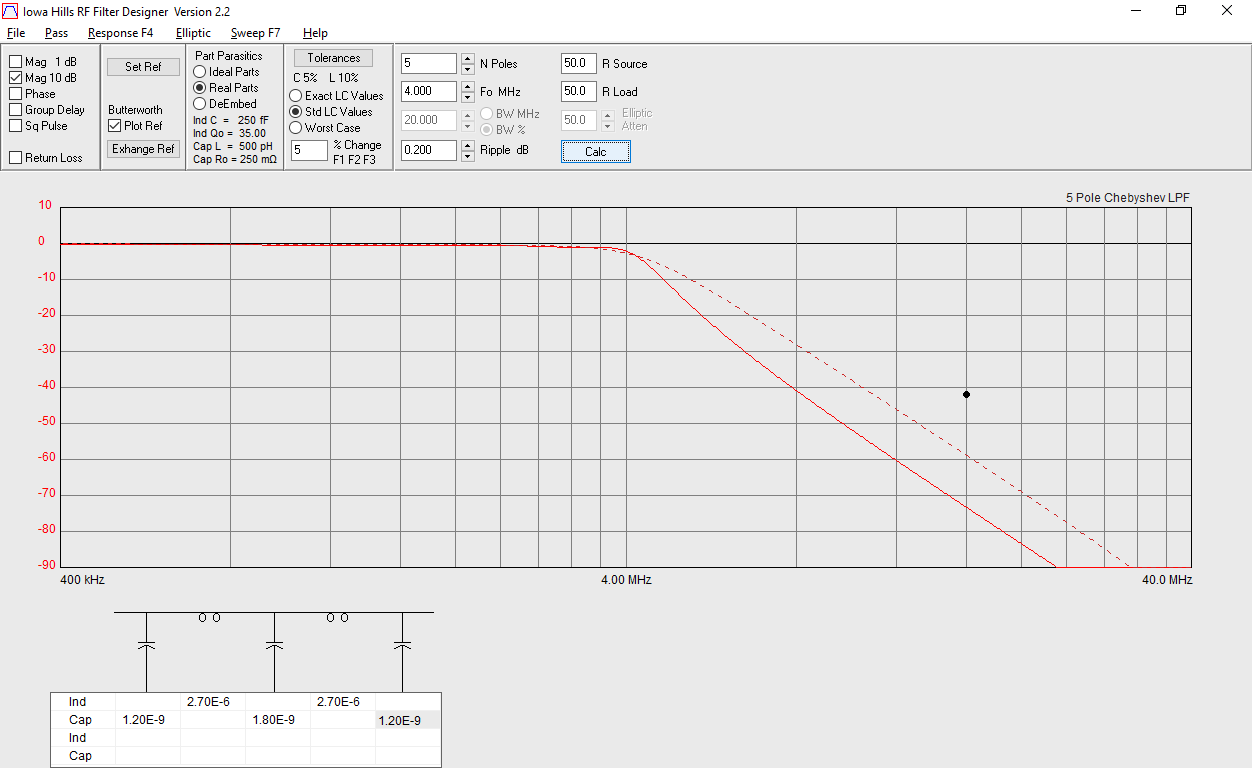 Iowa Hills RF Filter Designer  Version 2.2
File Pass Response F4 Elliptic Sweep F7 Help
Mag 1 dB
Mag 10 dB
Phase
Group Delay
Sq Pulse
Return Loss
Set Ref
Butterworth
Plot Ref
Exhange Ref
Part Parasitics
Ideal Parts
Real Parts
DeEmbed
Ind C = 250 fF
Ind Qo = 35.00
Cap L = 500 pH
Cap Ro = 250 mΩ
Tolerances
C 5% L 10%
Exact LC Values
Std LC Values
Worst Case
5 % Change
F1 F2 F3
5 N Poles
4.000 Fo MHz
20.000 BW MHz
BW %
0.200 Ripple dB
50.0 R Source
50.0 R Load
50.0 Elliptic
Atten
Calc
5 Pole Chebyshev LPF
10
0
-10
-20
-30
-40
-50
-60
-70
-80
-90
400 kHz 4.00 MHz 40.0 MHz
Ind 2.70E-6 2.70E-6
Cap 1.20E-9 1.80E-9 1.20E-9
Ind
Cap